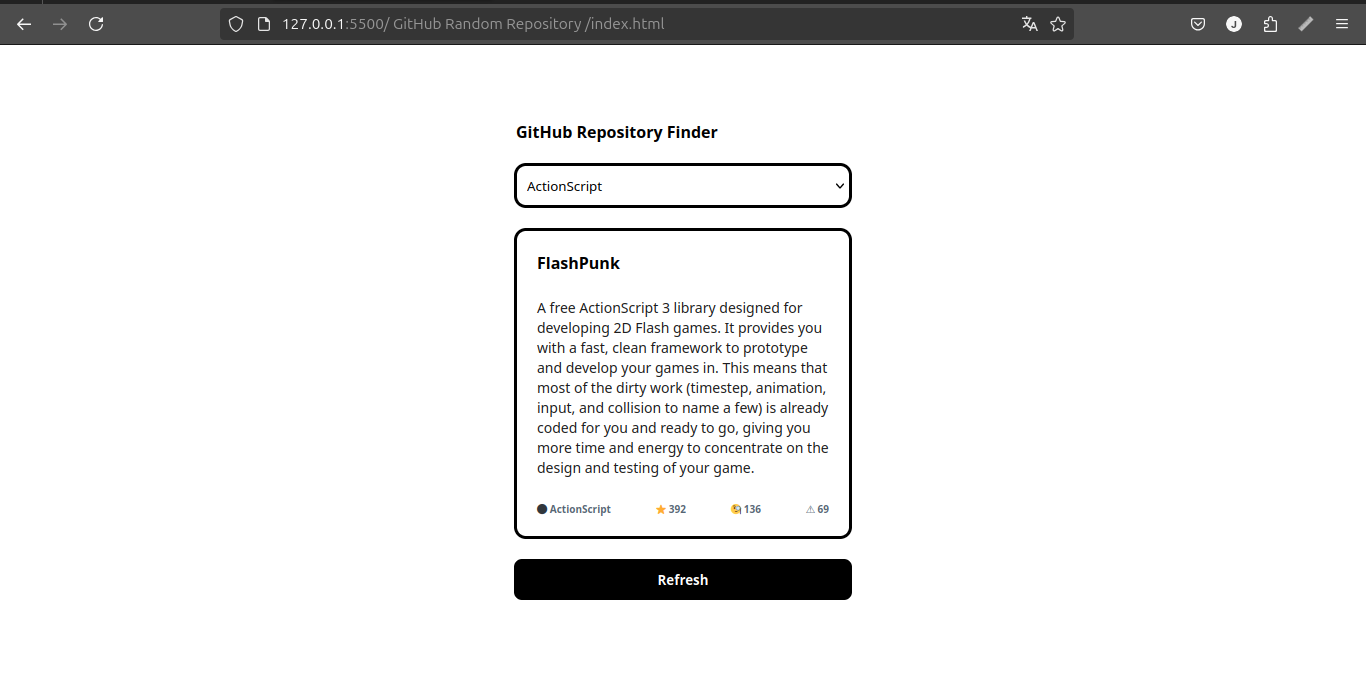 127.0.0.1:5500/ GitHub Random Repository /index.html
J
GitHub Repository Finder
ActionScript
FlashPunk
A free ActionScript 3 library designed for
developing 2D Flash games. It provides you
with a fast, clean framework to prototype
and develop your games in. This means that
most of the dirty work (timestep, animation,
input, and collision to name a few) is already
coded for you and ready to go, giving you
more time and energy to concentrate on the
design and testing of your game.
ActionScript ⭐ 392 🧐 136 ⚠ 69
Refresh